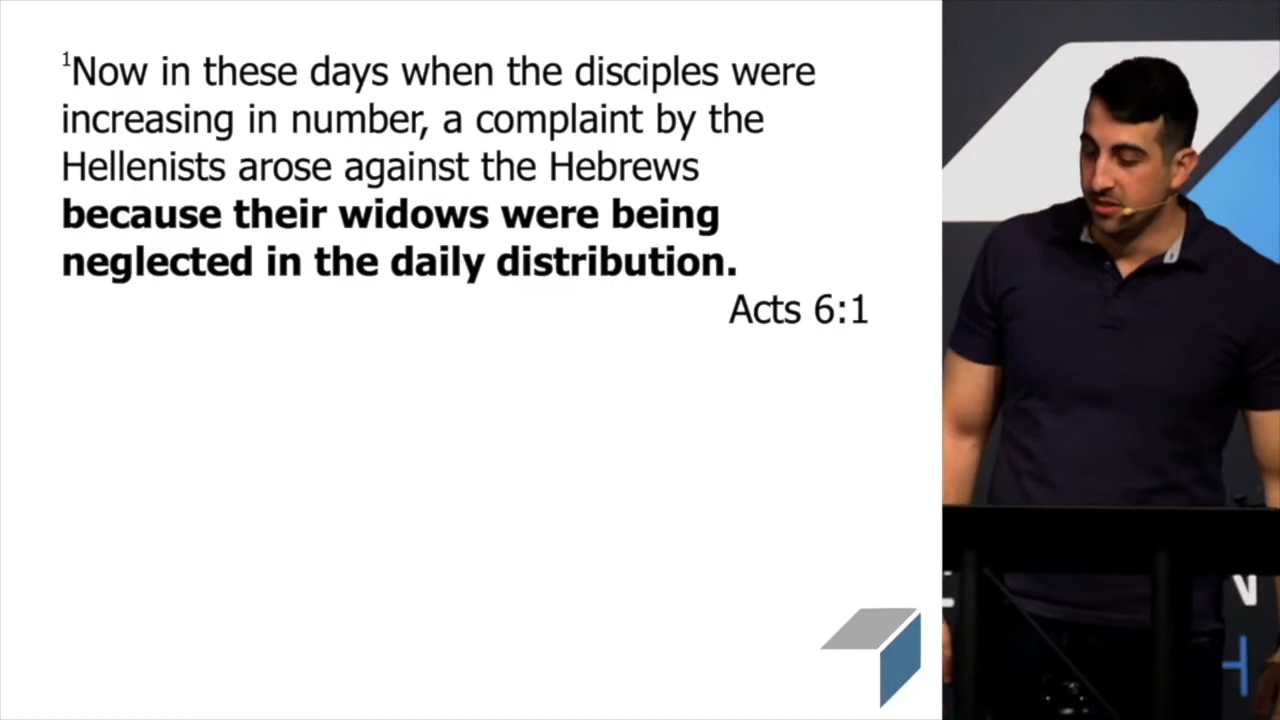 ¹Now in these days when the disciples were
increasing in number, a complaint by the
Hellenists arose against the Hebrews
because their widows were being
neglected in the daily distribution.
Acts 6:1